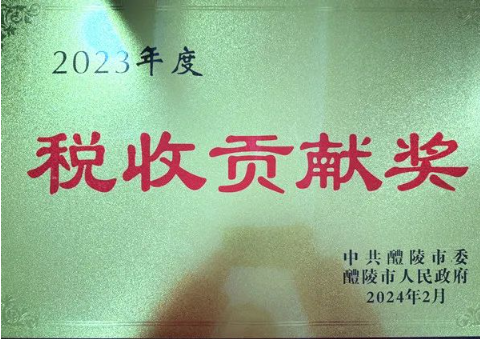 2023年度
税收贡献奖
中共醴陵市委
醴陵市人民政府
2024年2月